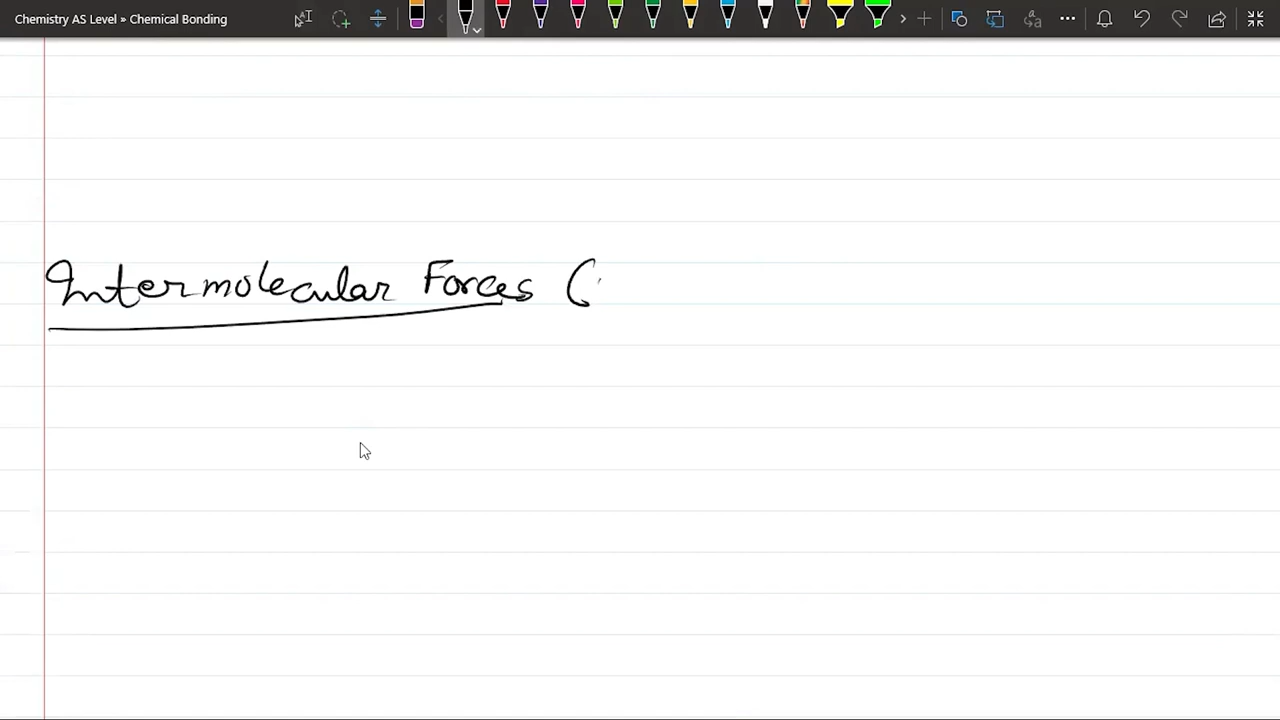 Chemistry AS Level » Chemical Bonding
Intermolecular Forces (